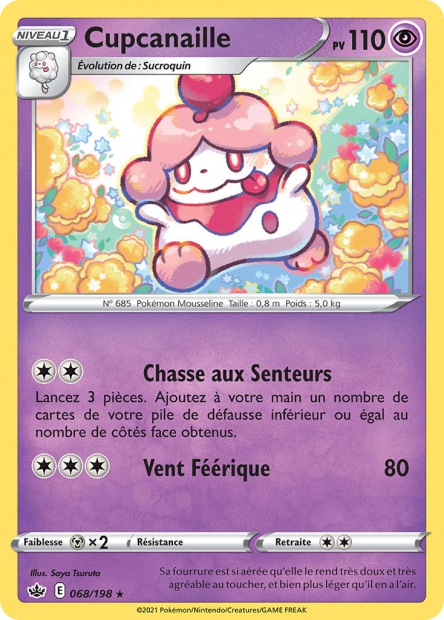 NIVEAU 1
Cupcanaille
PV 110
Évolution de : Sucroquin
N° 685 Pokémon Mousseline Taille : 0,8 m Poids : 5,0 kg
Chasse aux Senteurs
Lancez 3 pièces. Ajoutez à votre main un nombre de
cartes de votre pile de défausse inférieur ou égal au
nombre de côtés face obtenus.
Vent Féérique 80
Faiblesse ×2 Résistance Retraite
Illus. Saya Tsuruta
E 068/198 ★
Sa fourrure est si aérée qu'elle le rend très doux et très
agréable au toucher, et bien plus léger qu'il en a l'air.
©2021 Pokémon/Nintendo/Creatures/GAME FREAK